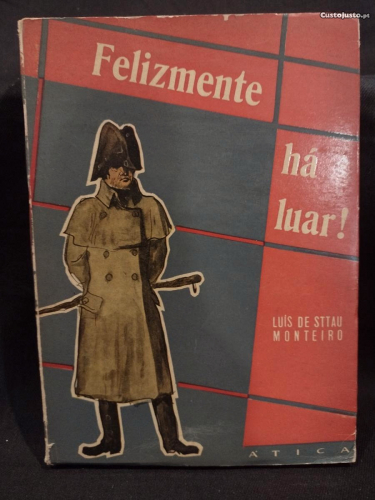 CustoJusto.pt
Felizmente
há
luar!
LUÍS DE STTAU
MONTEIRO
ÁTICA